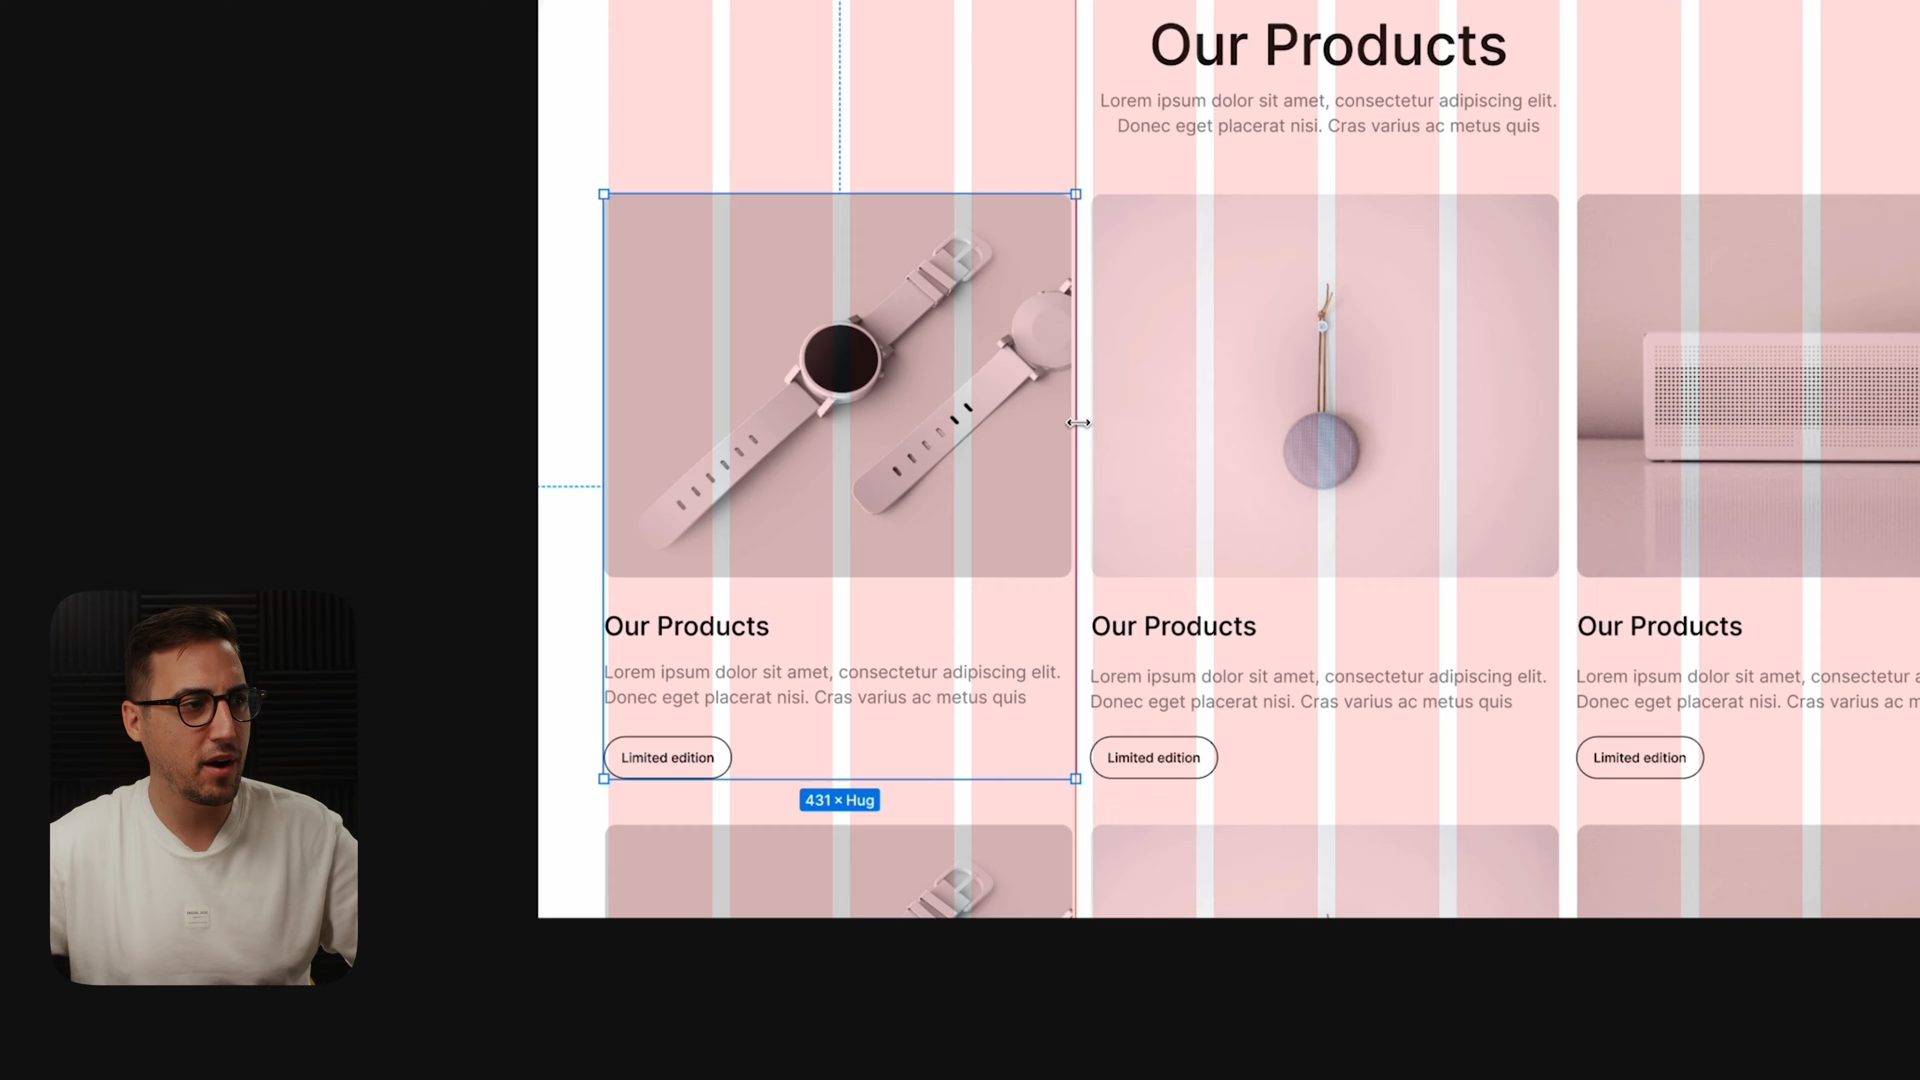 Our Products
Lorem ipsum dolor sit amet, consectetur adipiscing elit.
Donec eget placerat nisi. Cras varius ac metus quis
Our Products
Lorem ipsum dolor sit amet, consectetur adipiscing elit.
Donec eget placerat nisi. Cras varius ac metus quis
Limited edition
431 × Hug
Our Products
Lorem ipsum dolor sit amet, consectetur adipiscing elit.
Donec eget placerat nisi. Cras varius ac metus quis
Limited edition
Our Products
Lorem ipsum dolor sit amet, consectetur a
Donec eget placerat nisi. Cras varius ac m
Limited edition